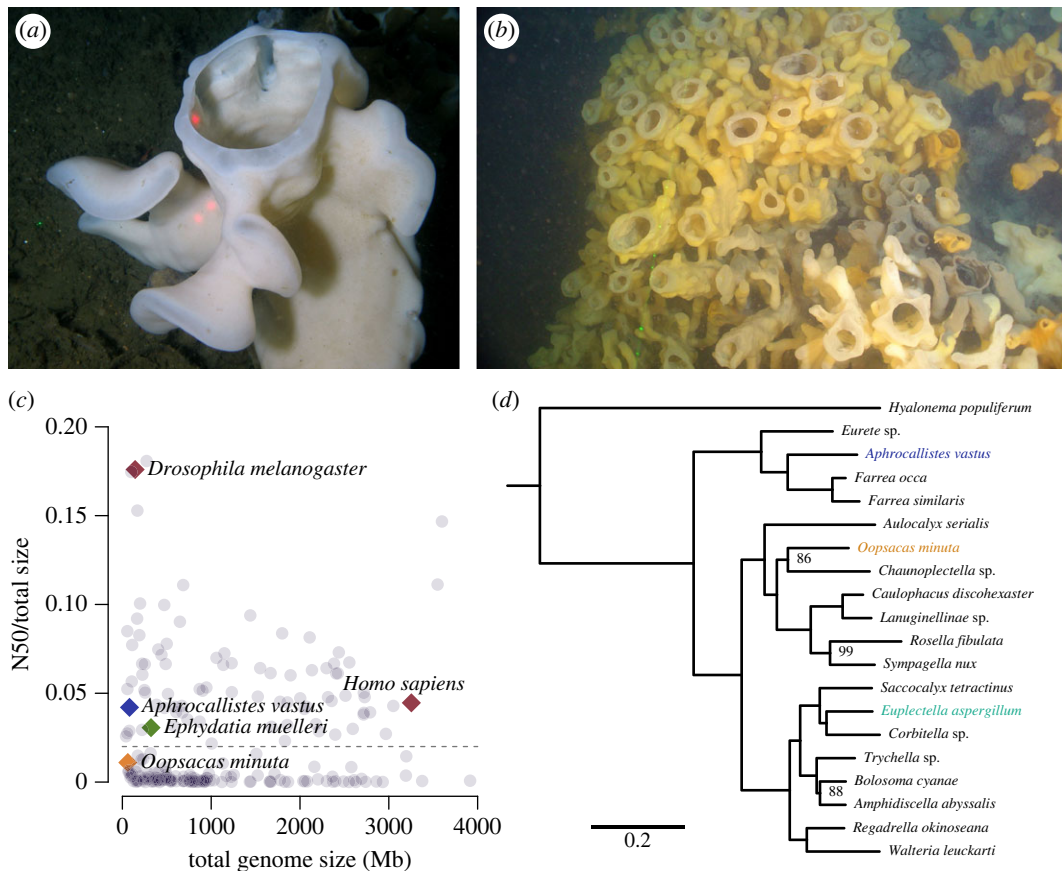 (a)
(b)
(c)
0.20
0.15
0.10
0.05
0
N50/total size
Drosophila melanogaster
Homo sapiens
Aphrocallistes vastus
Ephydatia muelleri
Oopsacas minuta
0 1000 2000 3000 4000
total genome size (Mb)
(d)
Hyalonema populiferum
Eurete sp.
Aphrocallistes vastus
Farrea occa
Farrea similaris
Aulocalyx serialis
Oopsacas minuta
86
Chaunoplectella sp.
Caulophacus discohexaster
Lanuginellinae sp.
Rosella fibulata
99
Sympagella nux
Saccocalyx tetractinus
Euplectella aspergillum
Corbitella sp.
Trychella sp.
Bolosoma cyanae
88
Amphidiscella abyssalis
Regadrella okinoseana
Walteria leuckarti
0.2